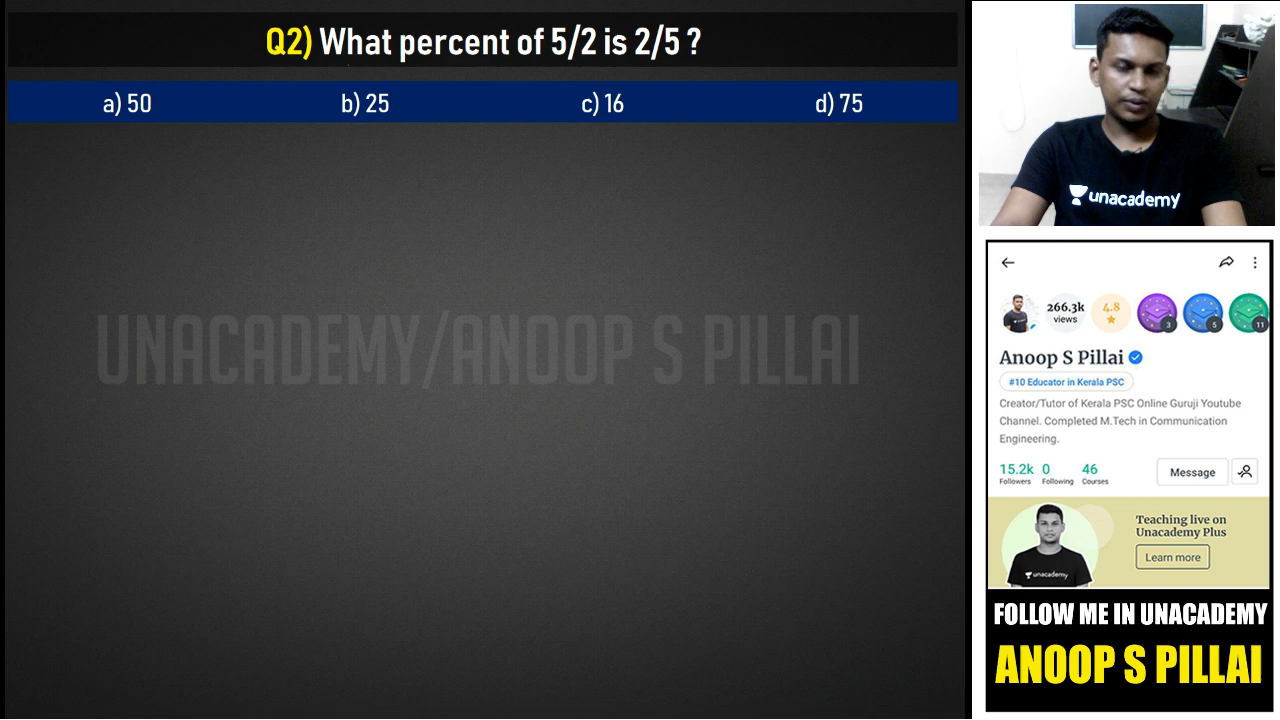 Q2) What percent of 5/2 is 2/5 ?
a) 50 b) 25 c) 16 d) 75
UNACADEMY/ANOOP S PILLAI
unacademy
266.3k
views
4.8
3
5
11
Anoop S Pillai
#10 Educator in Kerala PSC
Creator/Tutor of Kerala PSC Online Guruji Youtube
Channel. Completed M.Tech in Communication
Engineering.
15.2k 0 46
Followers Following Courses
Message
Teaching live on
Unacademy Plus
Learn more
unacademy
FOLLOW ME IN UNACADEMY
ANOOP S PILLAI